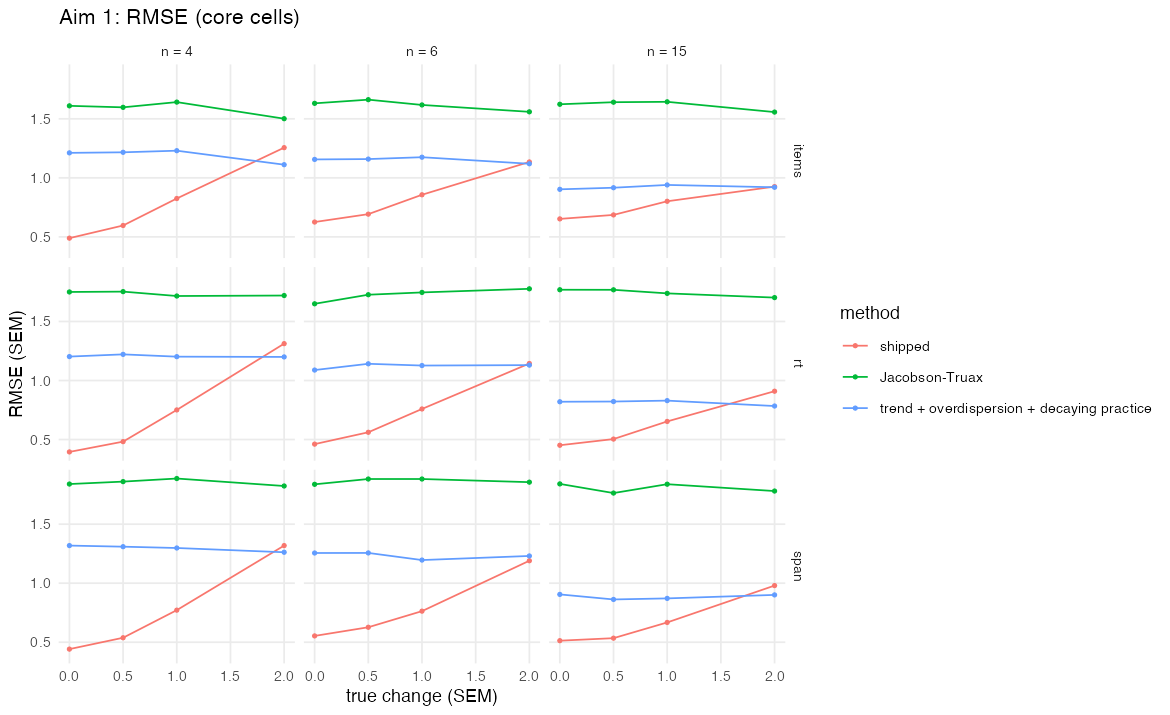 Aim 1: RMSE (core cells)
n = 4
n = 6
n = 15
1.5
1.0
0.5
items
1.5
1.0
0.5
rt
1.5
1.0
0.5
span
RMSE (SEM)
0.0 0.5 1.0 1.5 2.0
0.0 0.5 1.0 1.5 2.0
0.0 0.5 1.0 1.5 2.0
true change (SEM)
method
shipped
Jacobson-Truax
trend + overdispersion + decaying practice